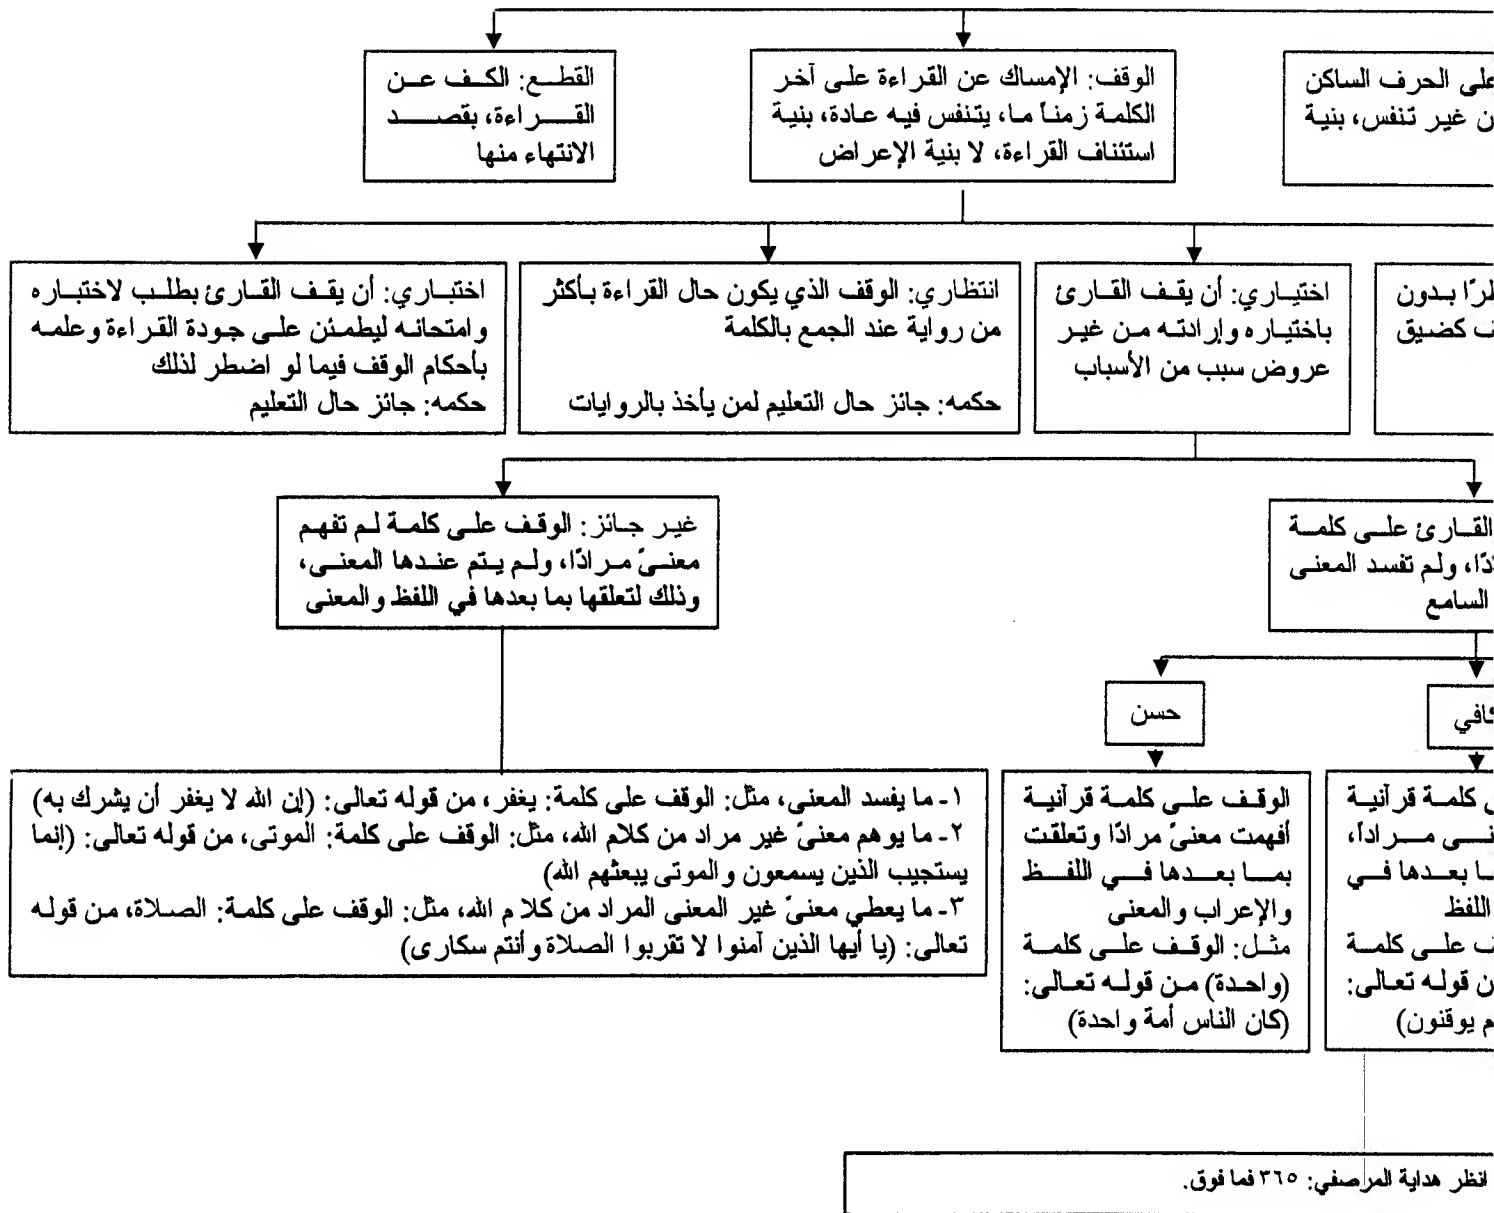 على الحرف الساكن
ن غير تنفس، بنية
الوقف: الإمساك عن القراءة على آخر
الكلمة زمناً ما، يتنفس فيه عادة، بنية
استئناف القراءة، لا بنية الإعراض
القطع: الكف عن
القراءة، بقصد
الانتهاء منها
طرًا بدون
ف كضيق
اختياري: أن يقف القارئ
باختياره وإرادته من غير
عروض سبب من الأسباب
انتظاري: الوقف الذي يكون حال القراءة بأكثر
من رواية عند الجمع بالكلمة
حكمه: جائز حال التعليم لمن يأخذ بالروايات
اختباري: أن يقف القارئ بطلب لاختباره
وامتحانه ليطمئن على جودة القراءة وعلمه
بأحكام الوقف فيما لو اضطر لذلك
حكمه: جائز حال التعليم
القارئ على كلمة
ادًا، ولم تفسد المعنى
السامع
غير جائز: الوقف على كلمة لم تفهم
معنىً مرادًا، ولم يتم عندها المعنى،
وذلك لتعلقها بما بعدها في اللفظ والمعنى
كافي
حسن
ى كلمة قرآنية
نى مراداً،
ما بعدها في
اللفظ
ف على كلمة
ن قوله تعالى:
م يوقنون)
الوقف على كلمة قرآنية
أفهمت معنىً مرادًا وتعلقت
بما بعدها في اللفظ
والإعراب والمعنى
مثل: الوقف على كلمة
(واحدة) من قوله تعالى:
(كان الناس أمة واحدة)
١- ما يفسد المعنى، مثل: الوقف على كلمة: يغفر، من قوله تعالى: (إن الله لا يغفر أن يشرك به)
٢- ما يوهم معنىً غير مراد من كلام الله، مثل: الوقف على كلمة: الموتى، من قوله تعالى: (إنما
يستجيب الذين يسمعون والموتى يبعثهم الله)
٣- ما يعطي معنىً غير المعنى المراد من كلام الله، مثل: الوقف على كلمة: الصلاة، من قوله
تعالى: (يا أيها الذين آمنوا لا تقربوا الصلاة وأنتم سكارى)
انظر هداية المرصفي: ٣٦٥ فما فوق.